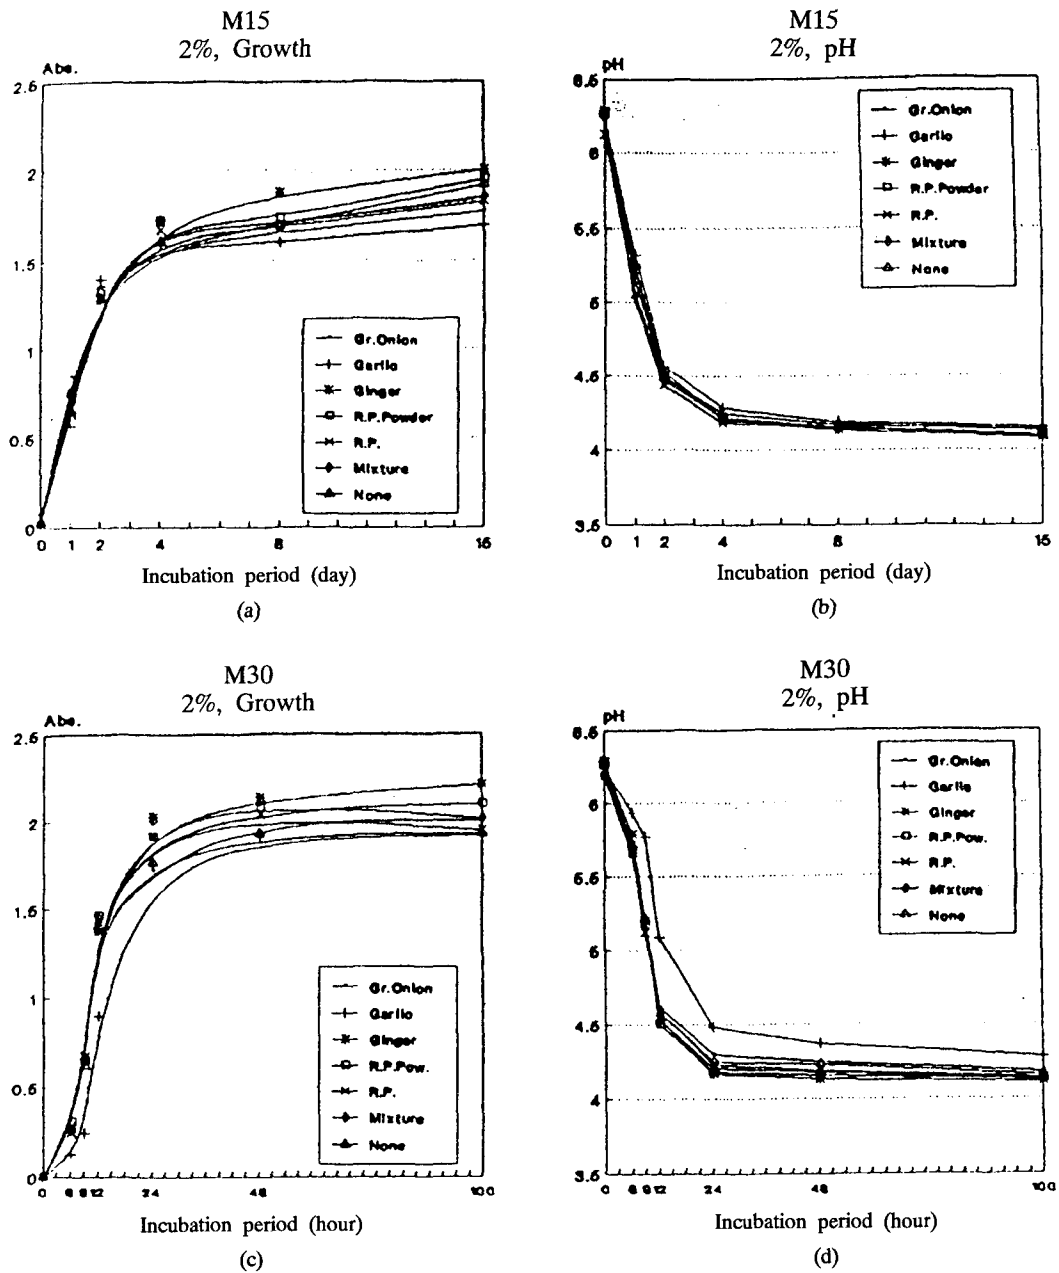 M15
2%, Growth
Abs.
2.5
2
1.5
1
0.5
0
0 1 2 4 8 15
Gr.Onion
Garlic
Ginger
R.P.Powder
R.P.
Mixture
None
Incubation period (day)
(a)
M15
2%, pH
pH
6.5
6
5.5
5
4.5
4
3.5
0 1 2 4 8 15
Gr.Onion
Garlic
Ginger
R.P.Powder
R.P.
Mixture
None
Incubation period (day)
(b)
M30
2%, Growth
Abs.
2.5
2
1.5
1
0.5
0
0 6 9 12 24 48 100
Gr.Onion
Garlic
Ginger
R.P.Pow.
R.P.
Mixture
None
Incubation period (hour)
(c)
M30
2%, pH
pH
6.5
6
5.5
5
4.5
4
3.5
0 6 9 12 24 48 100
Gr.Onion
Garlic
Ginger
R.P.Pow.
R.P.
Mixture
None
Incubation period (hour)
(d)